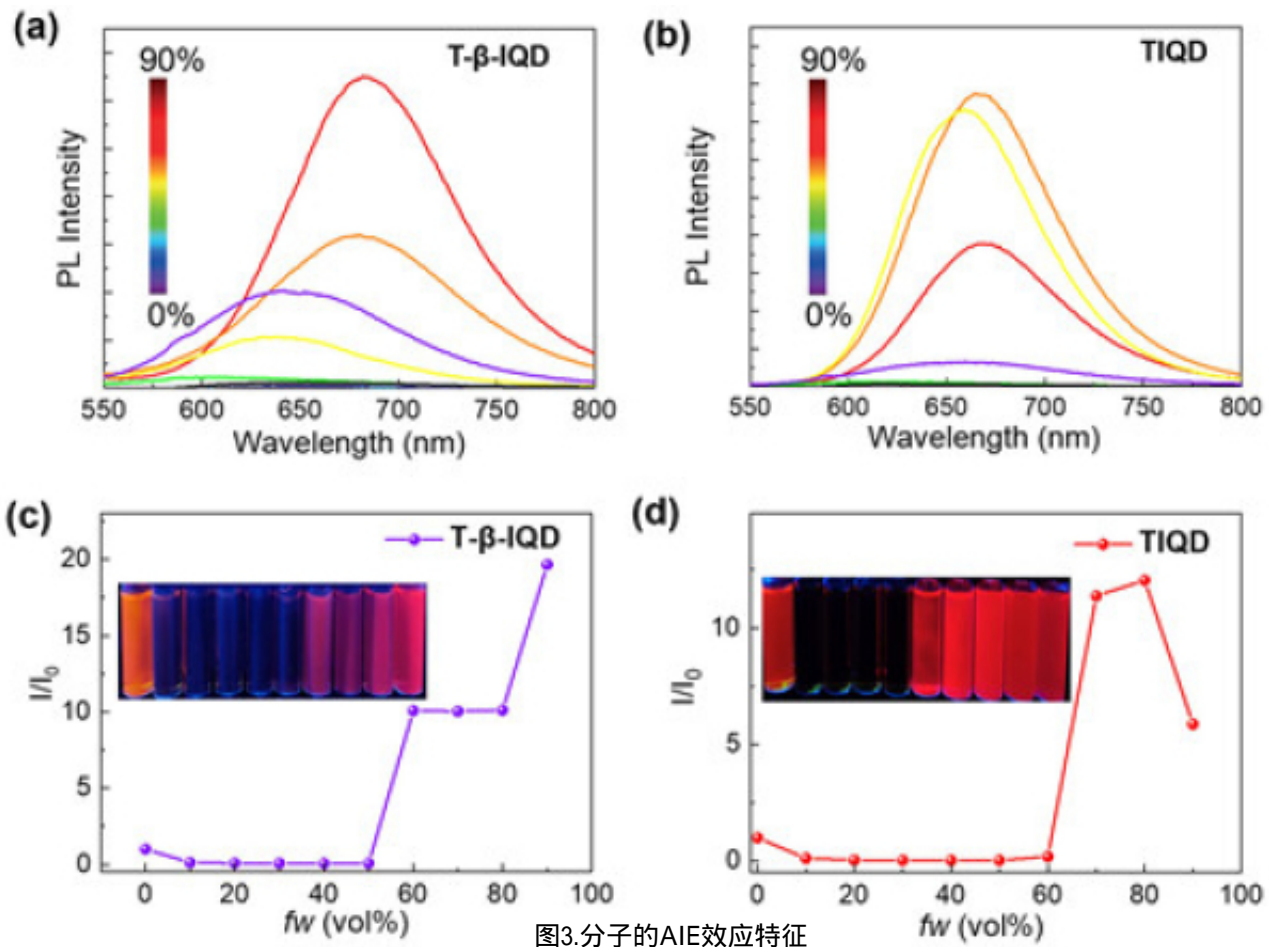 (a)
T-β-IQD
90%
0%
PL Intensity
550 600 650 700 750 800
Wavelength (nm)
(b)
TIQD
90%
0%
PL Intensity
550 600 650 700 750 800
Wavelength (nm)
(c)
T-β-IQD
20
15
10
5
0
I/I₀
0 20 40 60 80 100
fw (vol%)
(d)
TIQD
10
5
0
I/I₀
0 20 40 60 80 100
fw (vol%)
图3.分子的AIE效应特征